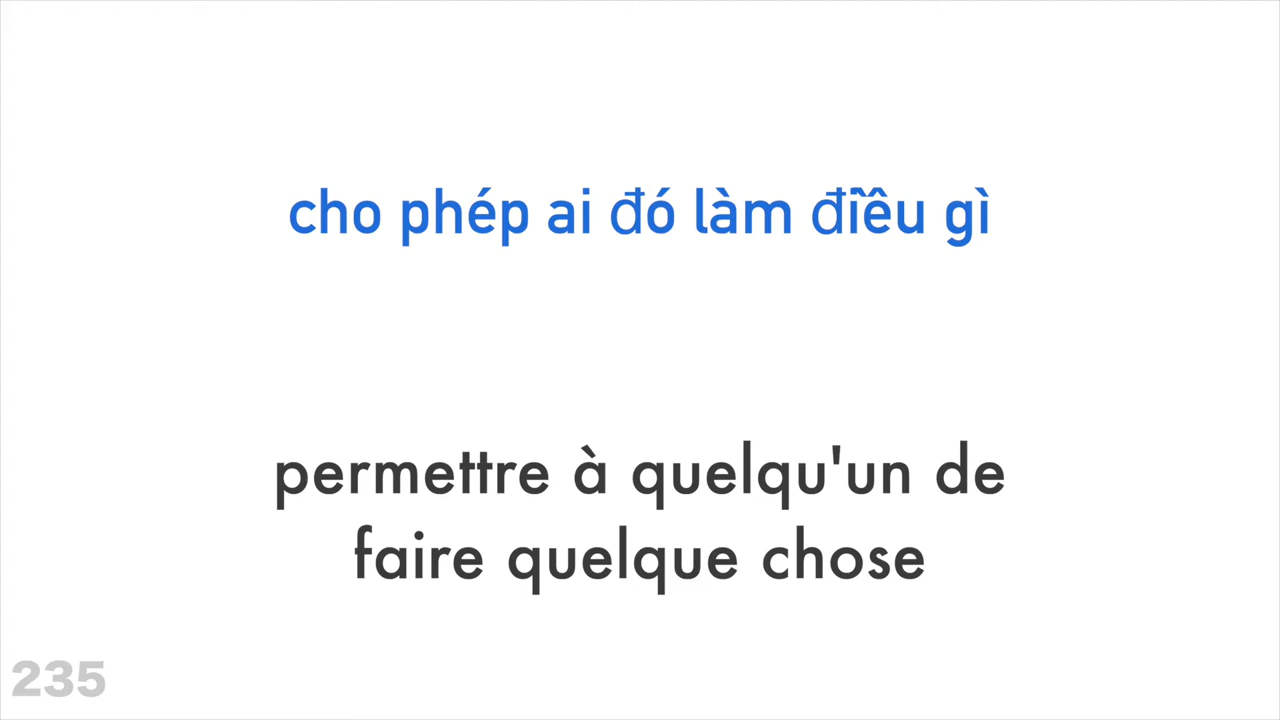 cho phép ai đó làm điều gì
permettre à quelqu'un de
faire quelque chose
235